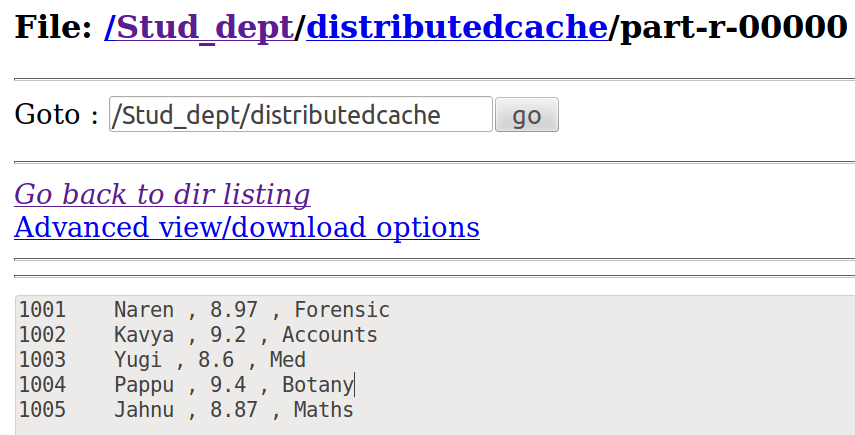 File: /Stud_dept/distributedcache/part-r-00000
Goto : /Stud_dept/distributedcache go
Go back to dir listing
Advanced view/download options
1001 Naren , 8.97 , Forensic
1002 Kavya , 9.2 , Accounts
1003 Yugi , 8.6 , Med
1004 Pappu , 9.4 , Botany
1005 Jahnu , 8.87 , Maths